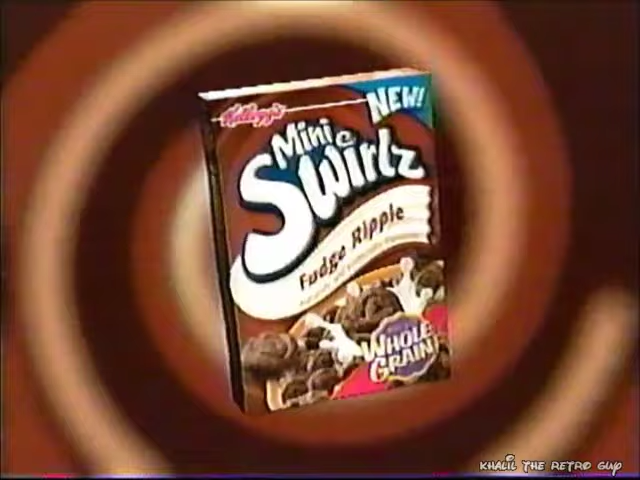 Kellogg's
NEW!
Mini
Swirlz
Fudge Ripple
WHOLE
GRAIN
KHALIL THE RETRO GUY